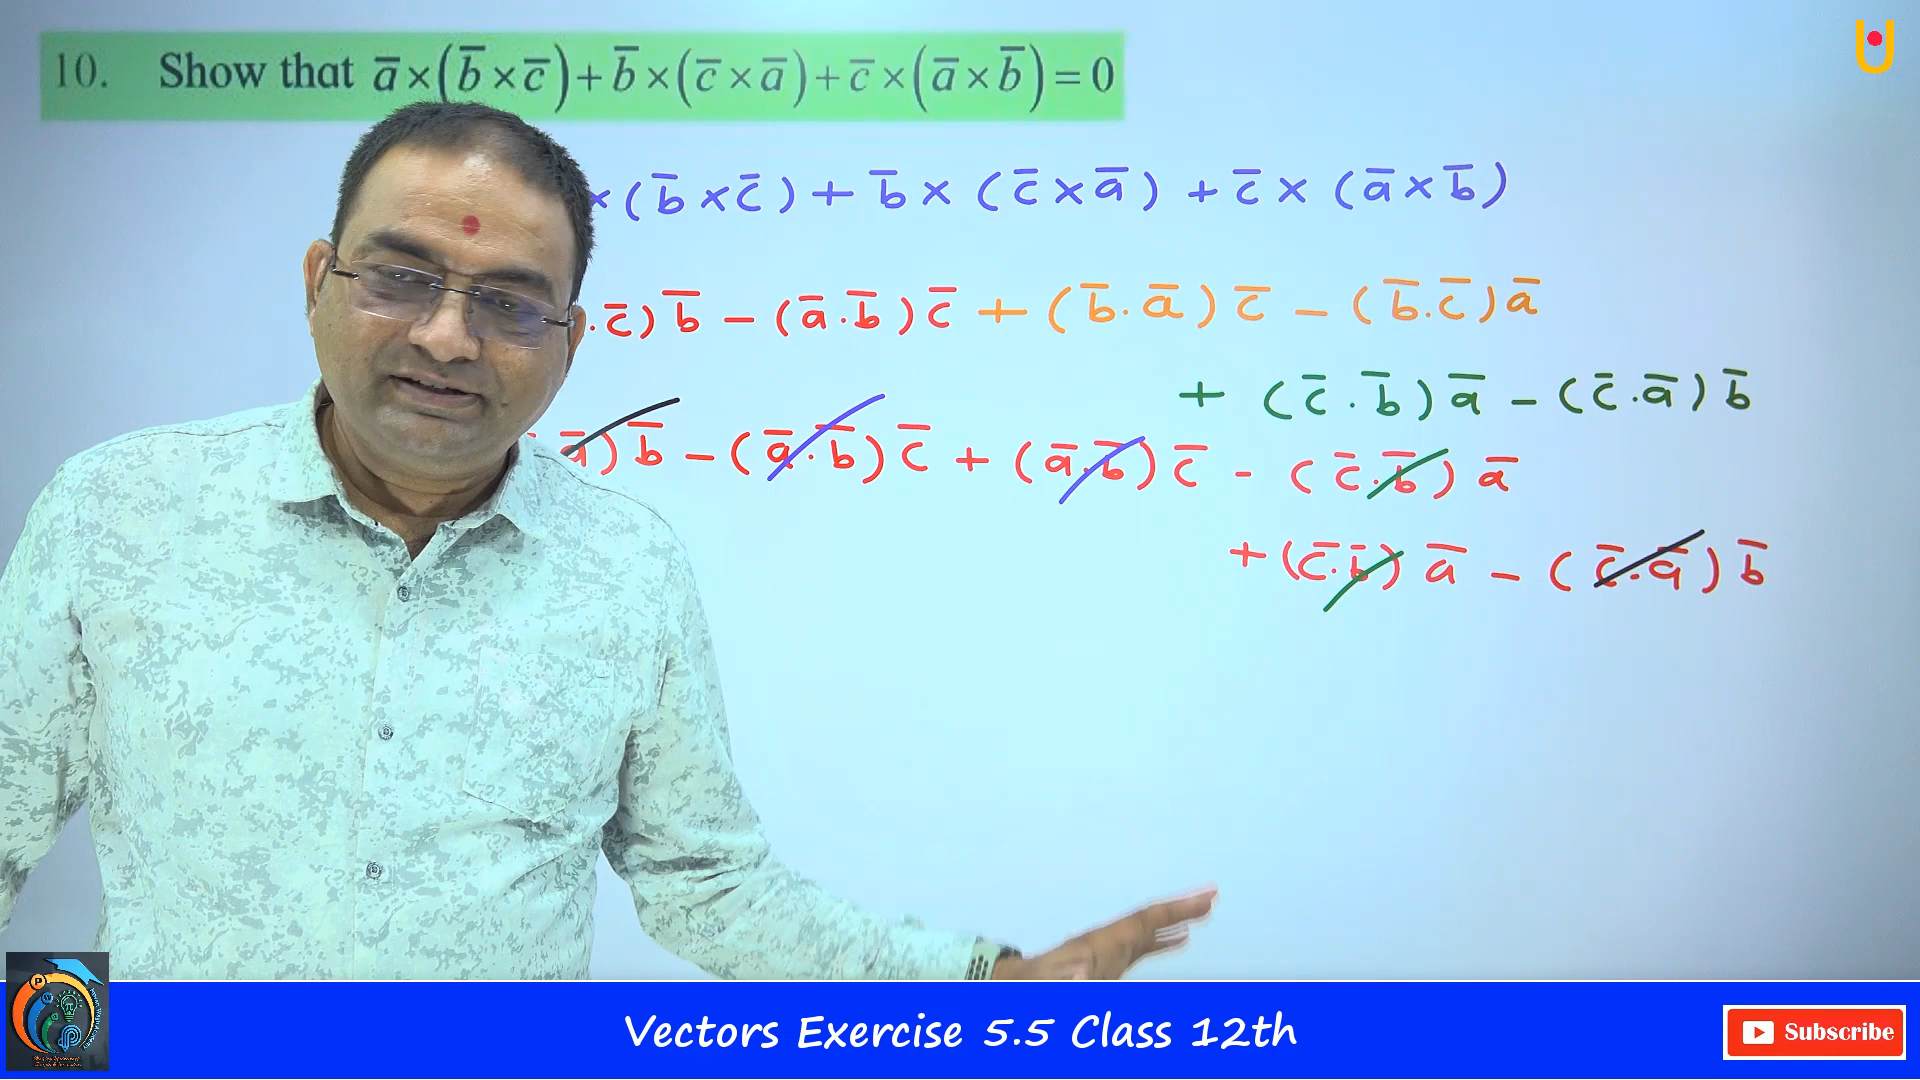 10. Show that a̅×(b̅×c̅)+b̅×(c̅×a̅)+c̅×(a̅×b̅)=0
×(b̅×c̅)+b̅×(c̅×a̅)+c̅×(a̅×b̅)
.c̅)b̅-(a̅.b̅)c̅+(b̅.a̅)c̅-(b̅.c̅)a̅
+(c̅.b̅)a̅-(c̅.a̅)b̅
a̅)b̅-(a̅.b̅)c̅+(a̅.b̅)c̅-(c̅.b̅)a̅
+(c̅.b̅)a̅-(c̅.a̅)b̅
Vectors Exercise 5.5 Class 12th
Subscribe